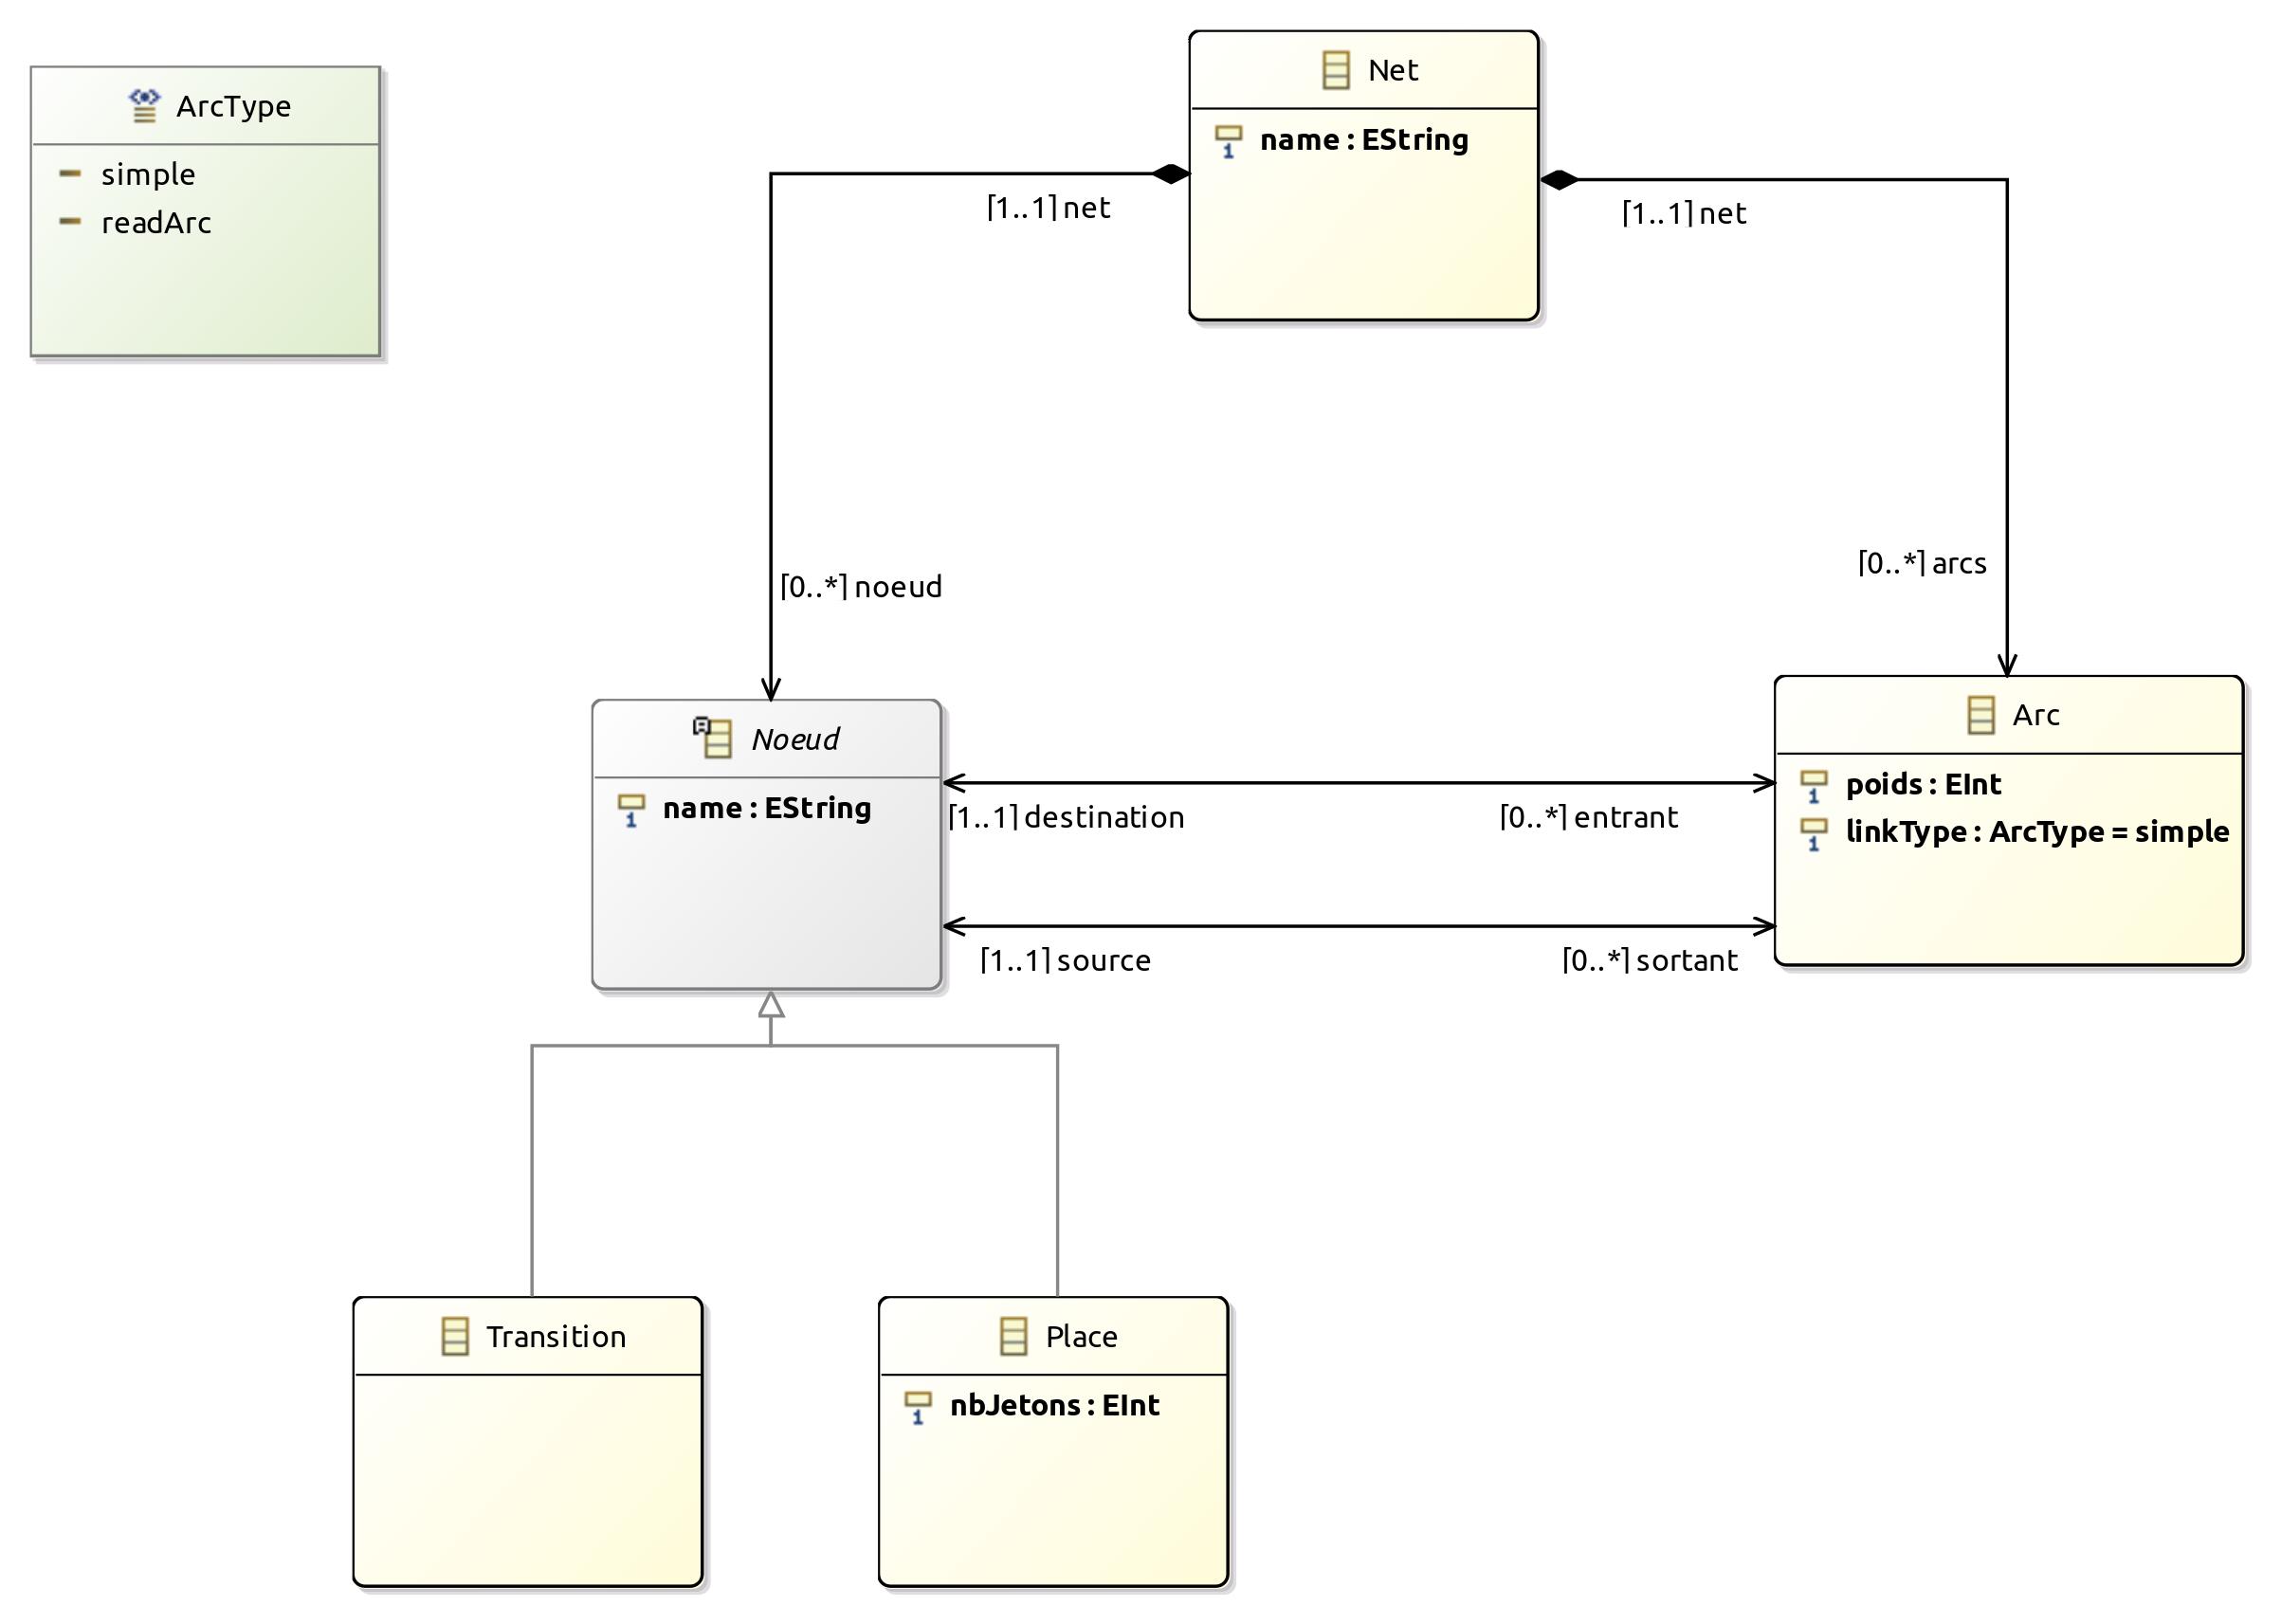 ArcType
simple
readArc
Net
name : EString
[1..1] net
[1..1] net
[0..*] noeud
[0..*] arcs
Noeud
name : EString
Arc
poids : EInt
linkType : ArcType = simple
[1..1] destination
[0..*] entrant
[1..1] source
[0..*] sortant
Transition
Place
nbJetons : EInt